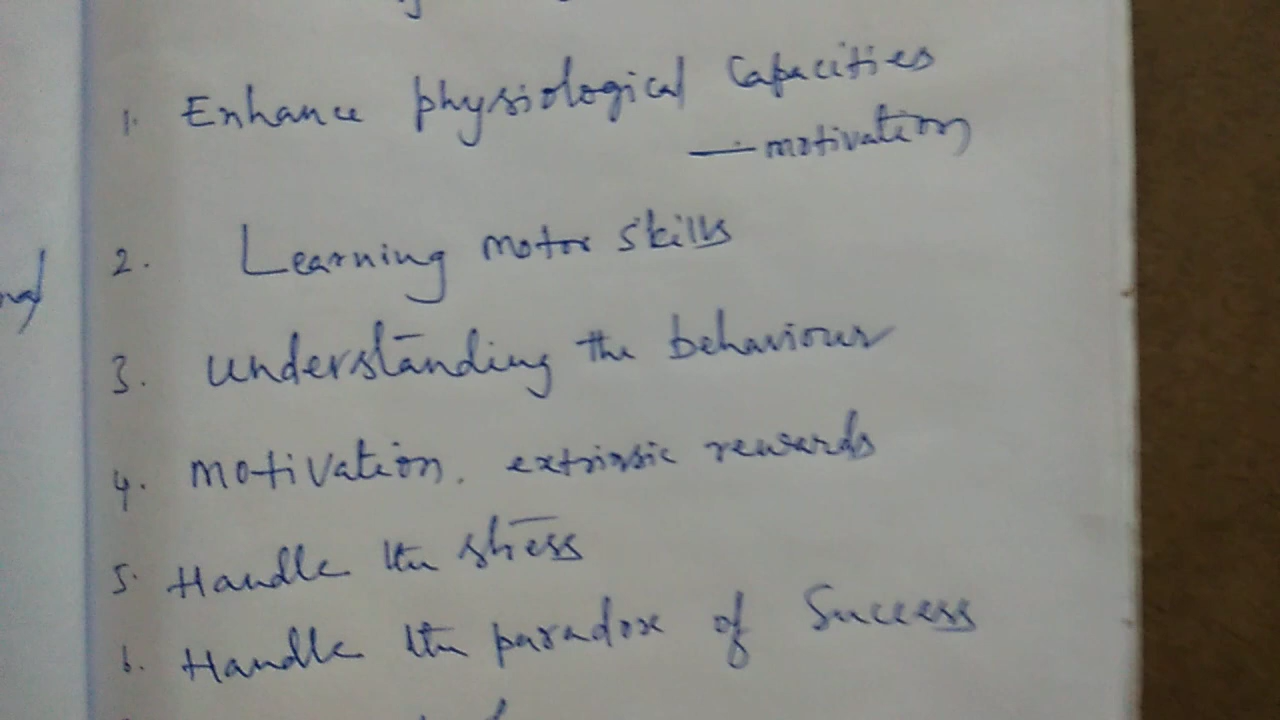 1. Enhance physiological Capacities
— motivation
2. Learning motor skills
3. understanding the behaviour
4. motivation. extrinsic rewards
5. Handle the stress
6. Handle the paradox of Success